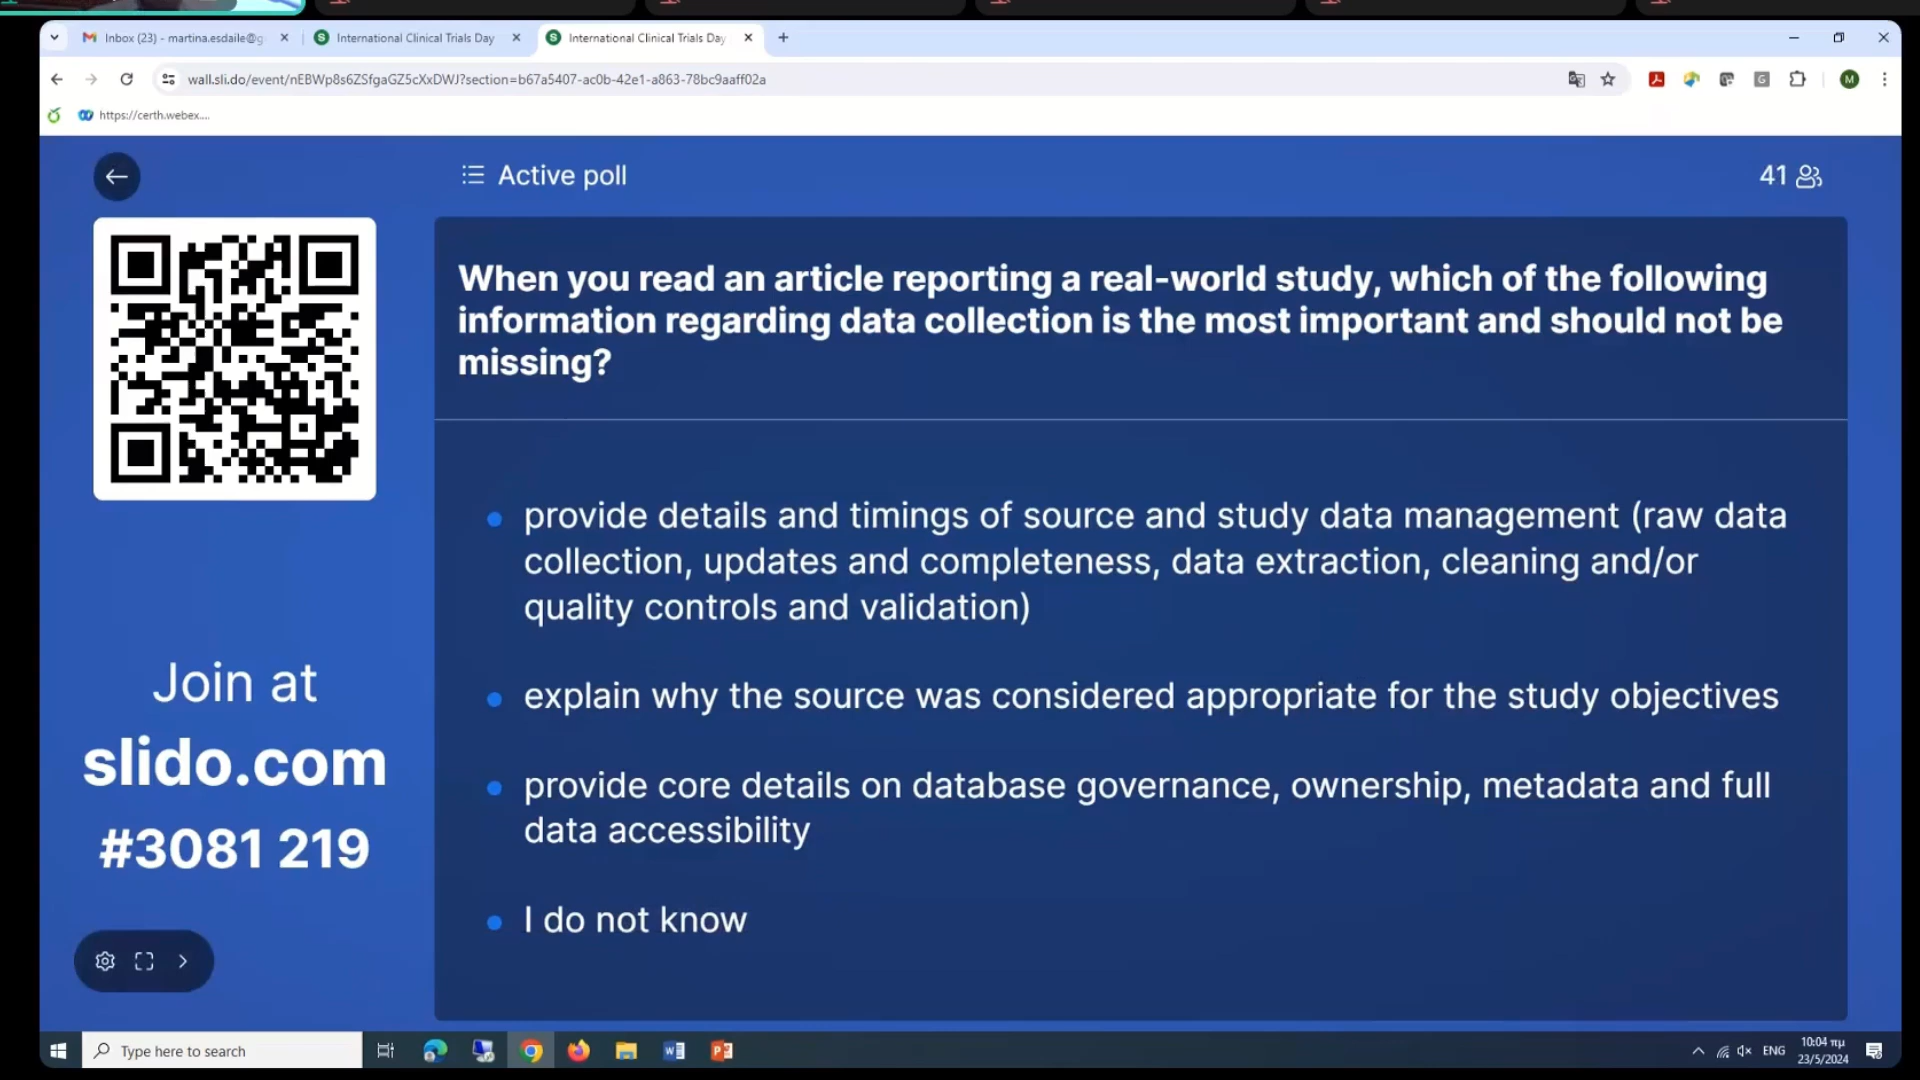 Inbox (23) - martina.esdaile@g
International Clinical Trials Day
International Clinical Trials Day
wall.sli.do/event/nEBWp8s6ZSfgaGZ5cXxDWJ?section=b67a5407-ac0b-42e1-a863-78bc9aaff02a
M
https://certh.webex....
Active poll
41
When you read an article reporting a real-world study, which of the following
information regarding data collection is the most important and should not be
missing?
provide details and timings of source and study data management (raw data
collection, updates and completeness, data extraction, cleaning and/or
quality controls and validation)
explain why the source was considered appropriate for the study objectives
provide core details on database governance, ownership, metadata and full
data accessibility
I do not know
Join at
slido.com
#3081 219
Type here to search
ENG
10:04 πμ
23/5/2024